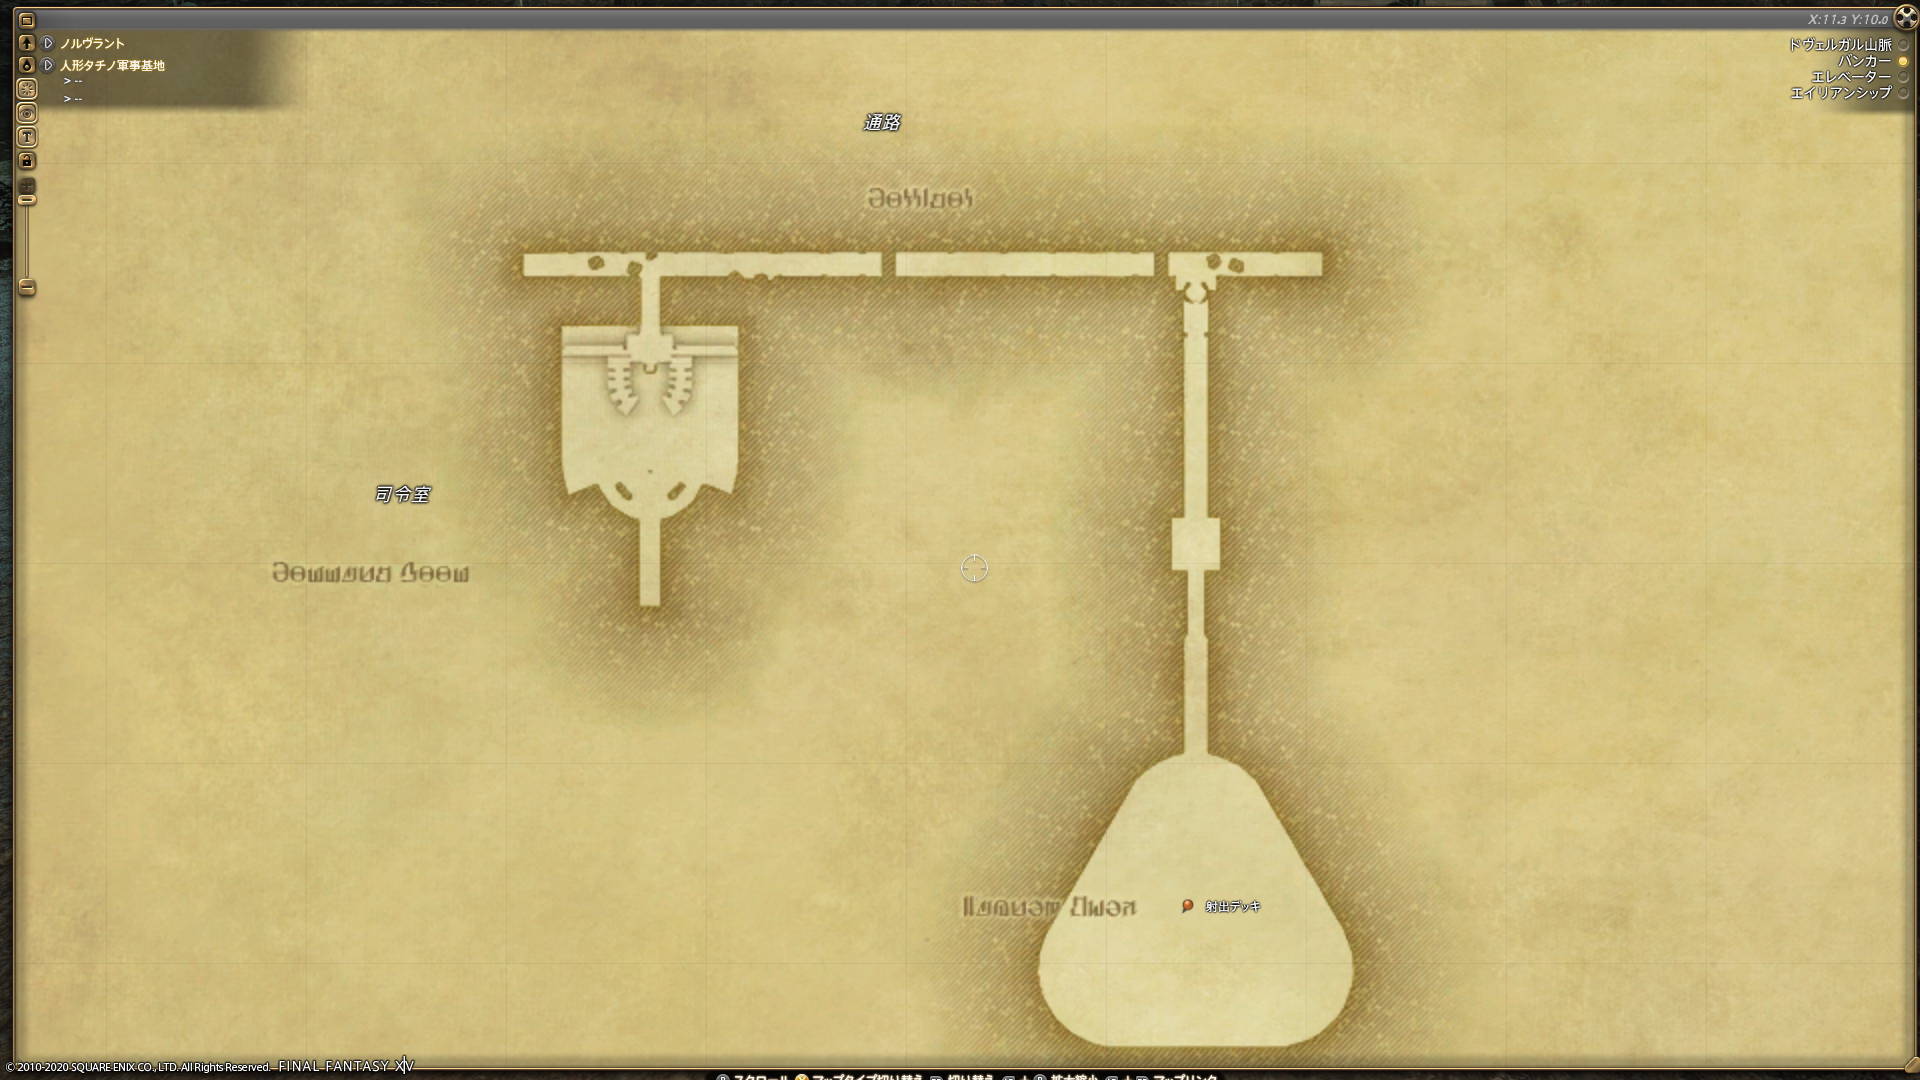 X:11.3 Y:10.0
ノルヴラント
人形タチノ軍事基地
> --
> --
ドヴェルガル山脈
バンカー
エレベーター
エイリアンシップ
通路
司令室
射出デッキ
© 2010-2020 SQUARE ENIX CO., LTD. All Rights Reserved. FINAL FANTASY XIV